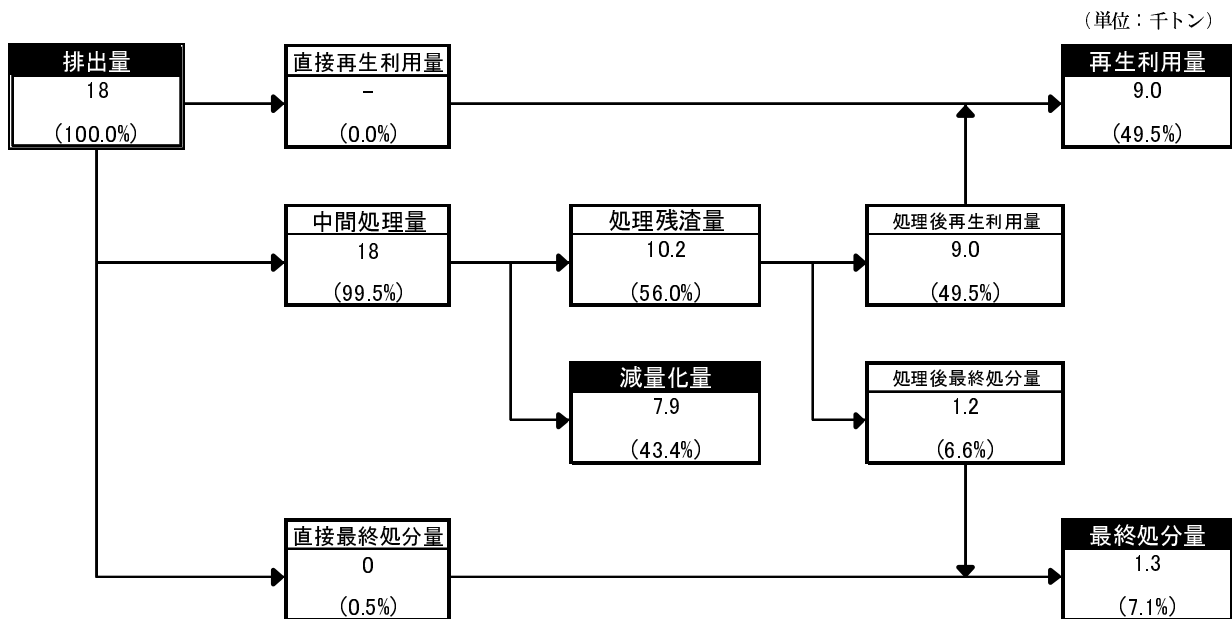 （単位：千トン）
排出量
18
（100.0%）
直接再生利用量
－
（0.0%）
再生利用量
9.0
（49.5%）
中間処理量
18
（99.5%）
処理残渣量
10.2
（56.0%）
処理後再生利用量
9.0
（49.5%）
減量化量
7.9
（43.4%）
処理後最終処分量
1.2
（6.6%）
直接最終処分量
0
（0.5%）
最終処分量
1.3
（7.1%）